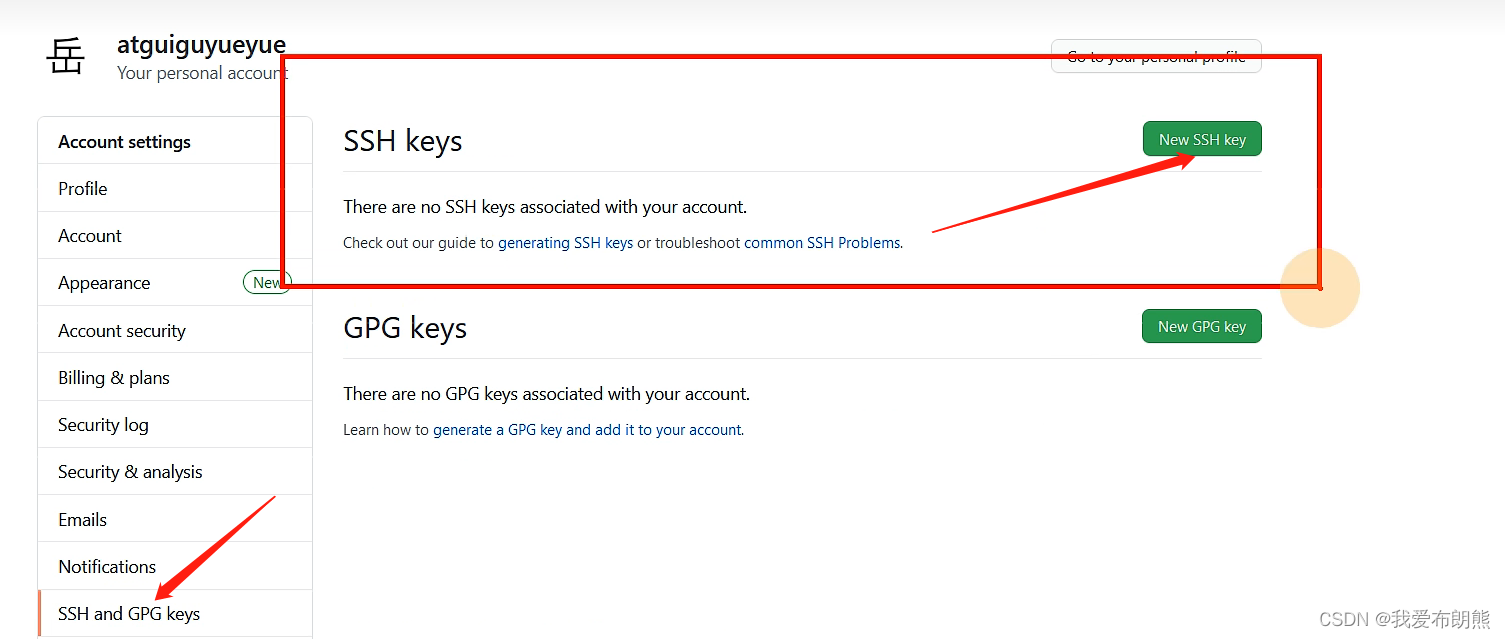 岳
atguiguyueyue
Your personal account
Go to your personal profile
Account settings
Profile
Account
Appearance New
Account security
Billing & plans
Security log
Security & analysis
Emails
Notifications
SSH and GPG keys
SSH keys
New SSH key
There are no SSH keys associated with your account.
Check out our guide to generating SSH keys or troubleshoot common SSH Problems.
GPG keys
New GPG key
There are no GPG keys associated with your account.
Learn how to generate a GPG key and add it to your account.
CSDN @我爱布朗熊